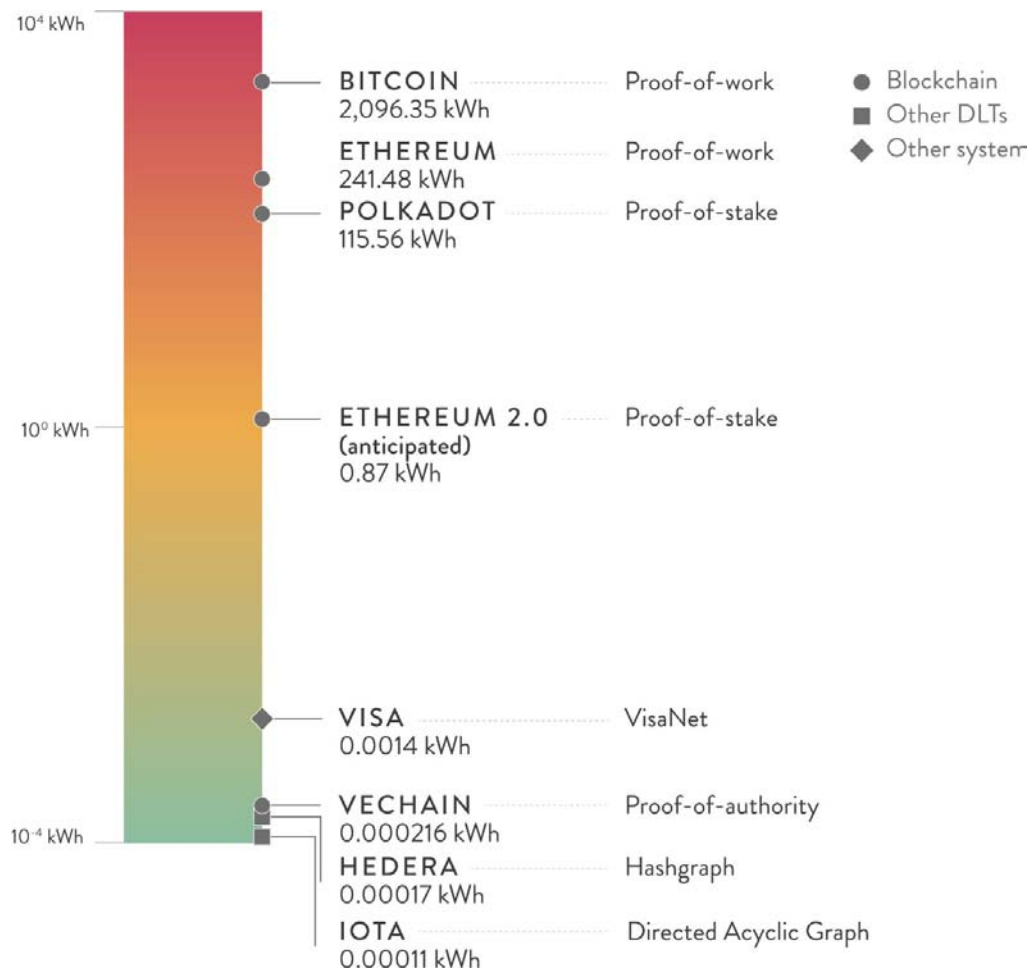 10⁴ kWh
BITCOIN Proof-of-work
2,096.35 kWh
ETHEREUM Proof-of-work
241.48 kWh
POLKADOT Proof-of-stake
115.56 kWh
Blockchain
Other DLTs
Other system
10⁰ kWh
ETHEREUM 2.0 Proof-of-stake
(anticipated)
0.87 kWh
VISA VisaNet
0.0014 kWh
VECHAIN Proof-of-authority
0.000216 kWh
10⁻⁴ kWh
HEDERA Hashgraph
0.00017 kWh
IOTA Directed Acyclic Graph
0.00011 kWh